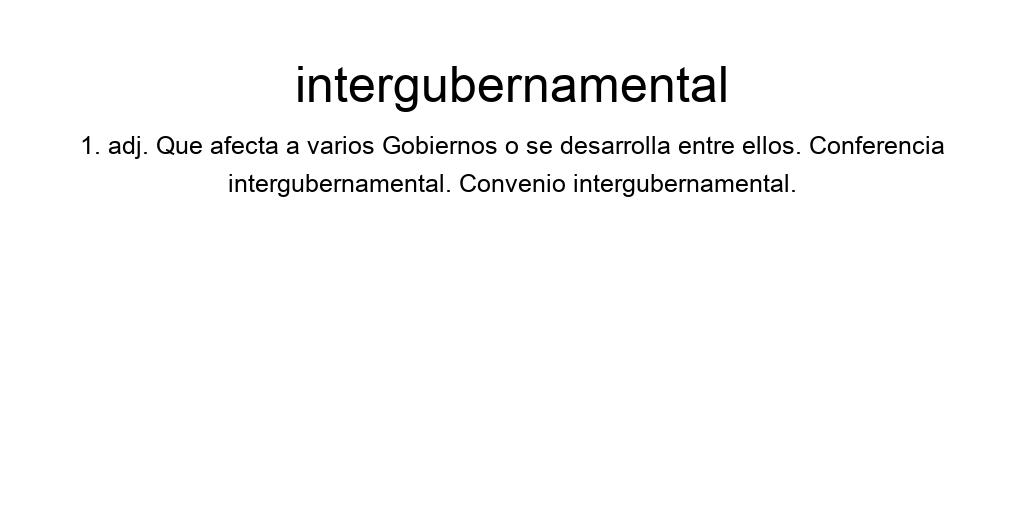 intergubernamental
1. adj. Que afecta a varios Gobiernos o se desarrolla entre ellos. Conferencia
intergubernamental. Convenio intergubernamental.